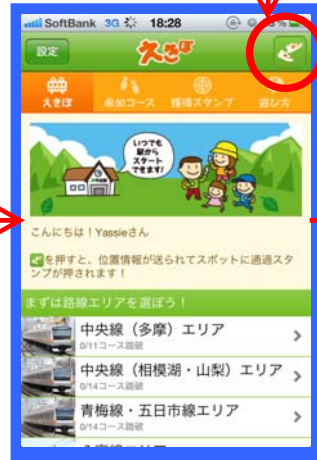 SoftBank 3G 18:28
設定
えきぽ
えきぽ 参加コース 獲得スタンプ 遊び方
いつでも
駅から
スタート
できます!
こんにちは!Yassieさん
を押すと、位置情報が送られてスポットに通過スタ
ンプが押されます!
まずは路線エリアを選ぼう!
中央線（多摩）エリア
0/11コース踏破
中央線（相模湖・山梨）エリア
0/14コース踏破
青梅線・五日市線エリア
0/14コース踏破